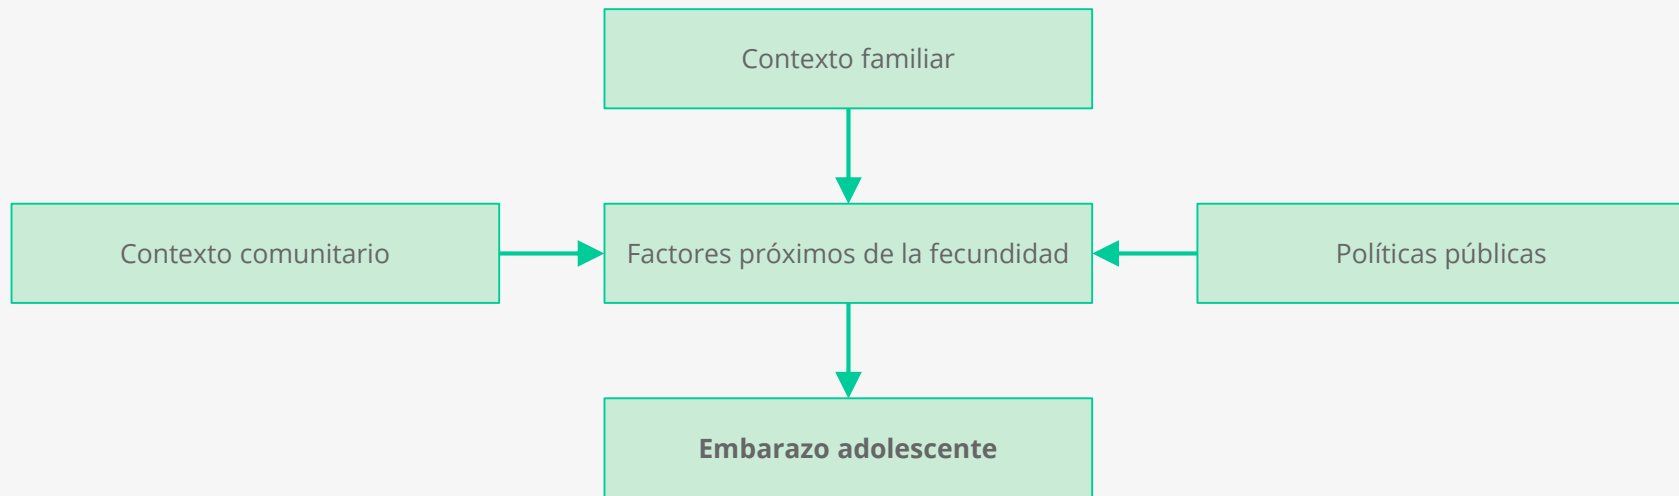 Contexto familiar
Contexto comunitario
Factores próximos de la fecundidad
Políticas públicas
Embarazo adolescente